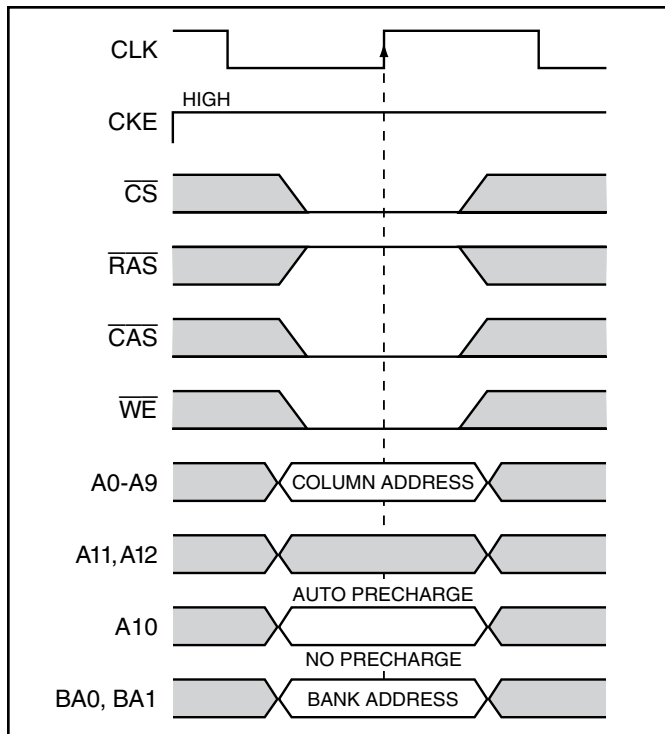 CLK
HIGH
CKE
CS
RAS
CAS
WE
A0-A9 COLUMN ADDRESS
A11, A12
AUTO PRECHARGE
A10
NO PRECHARGE
BA0, BA1 BANK ADDRESS